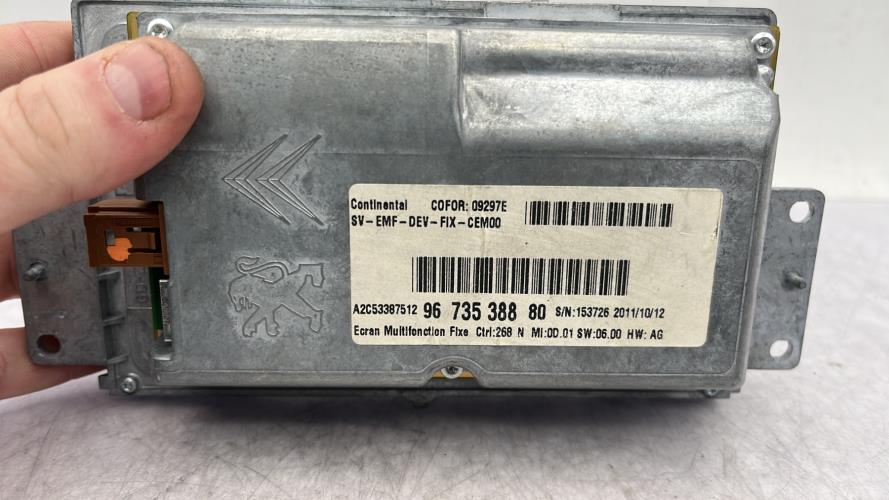 Continental COFOR: 09297E
SV-EMF-DEV-FIX-CEM00
A2C53387512 96 735 388 80 S/N:153726 2011/10/12
Ecran Multifonction Fixe Ctrl:268 N MI:0D.01 SW:06.00 HW: AG